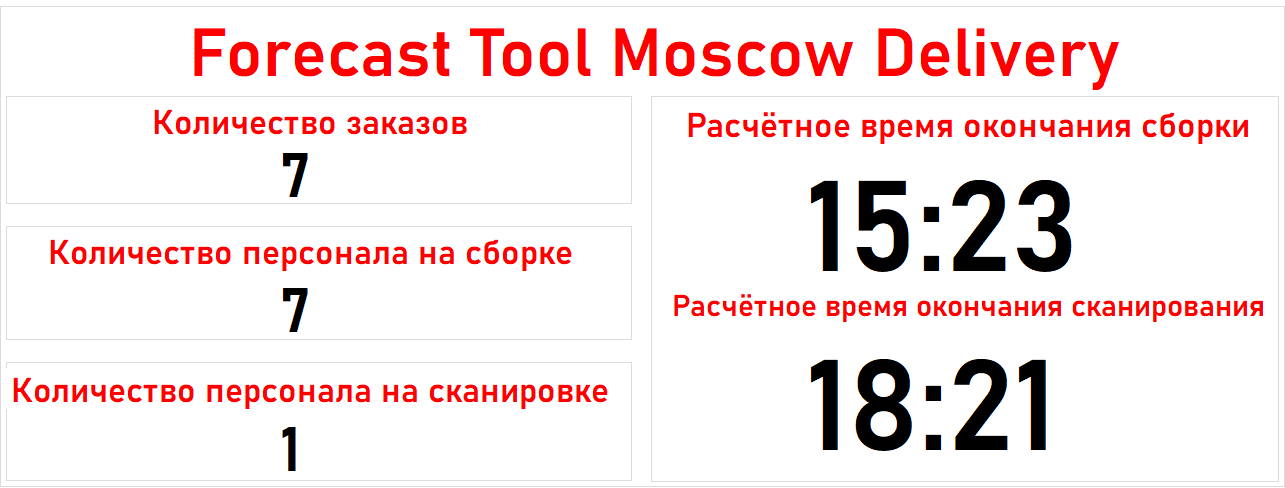 Forecast Tool Moscow Delivery
Количество заказов
7
Количество персонала на сборке
7
Количество персонала на сканировке
1
Расчётное время окончания сборки
15:23
Расчётное время окончания сканирования
18:21